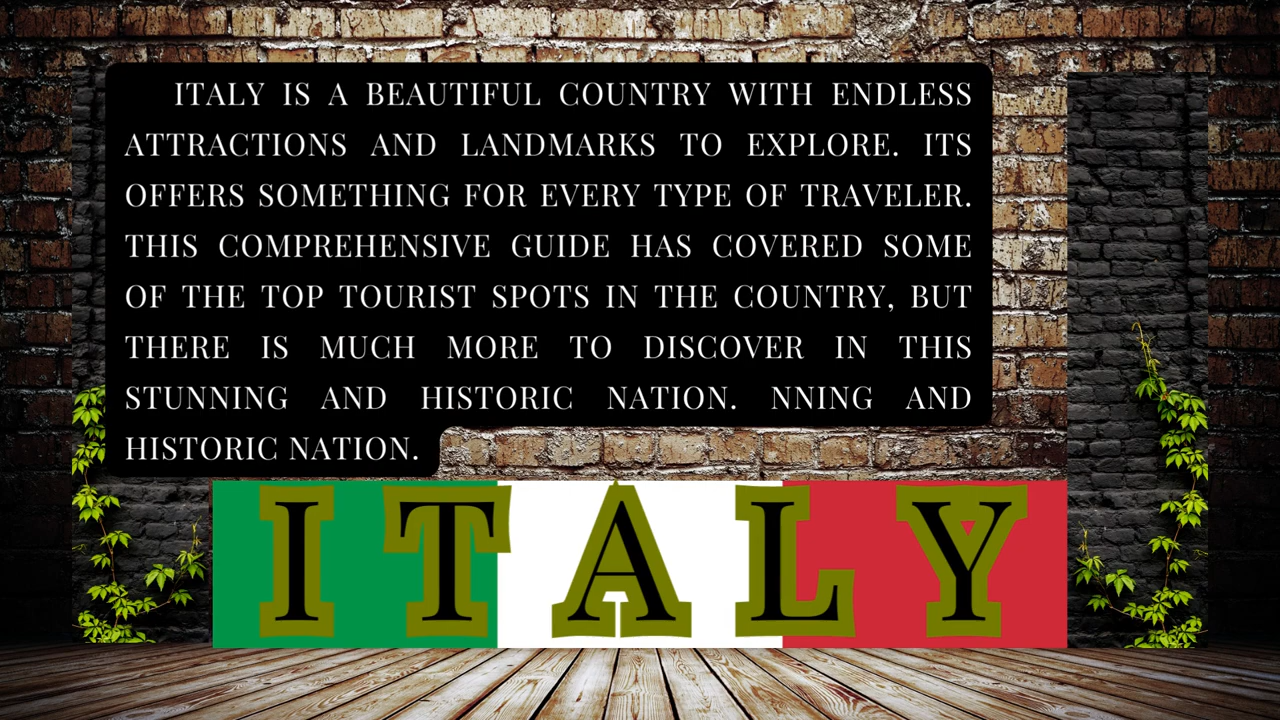 ITALY IS A BEAUTIFUL COUNTRY WITH ENDLESS
ATTRACTIONS AND LANDMARKS TO EXPLORE. ITS
OFFERS SOMETHING FOR EVERY TYPE OF TRAVELER.
THIS COMPREHENSIVE GUIDE HAS COVERED SOME
OF THE TOP TOURIST SPOTS IN THE COUNTRY, BUT
THERE IS MUCH MORE TO DISCOVER IN THIS
STUNNING AND HISTORIC NATION. NNING AND
HISTORIC NATION.
ITALY